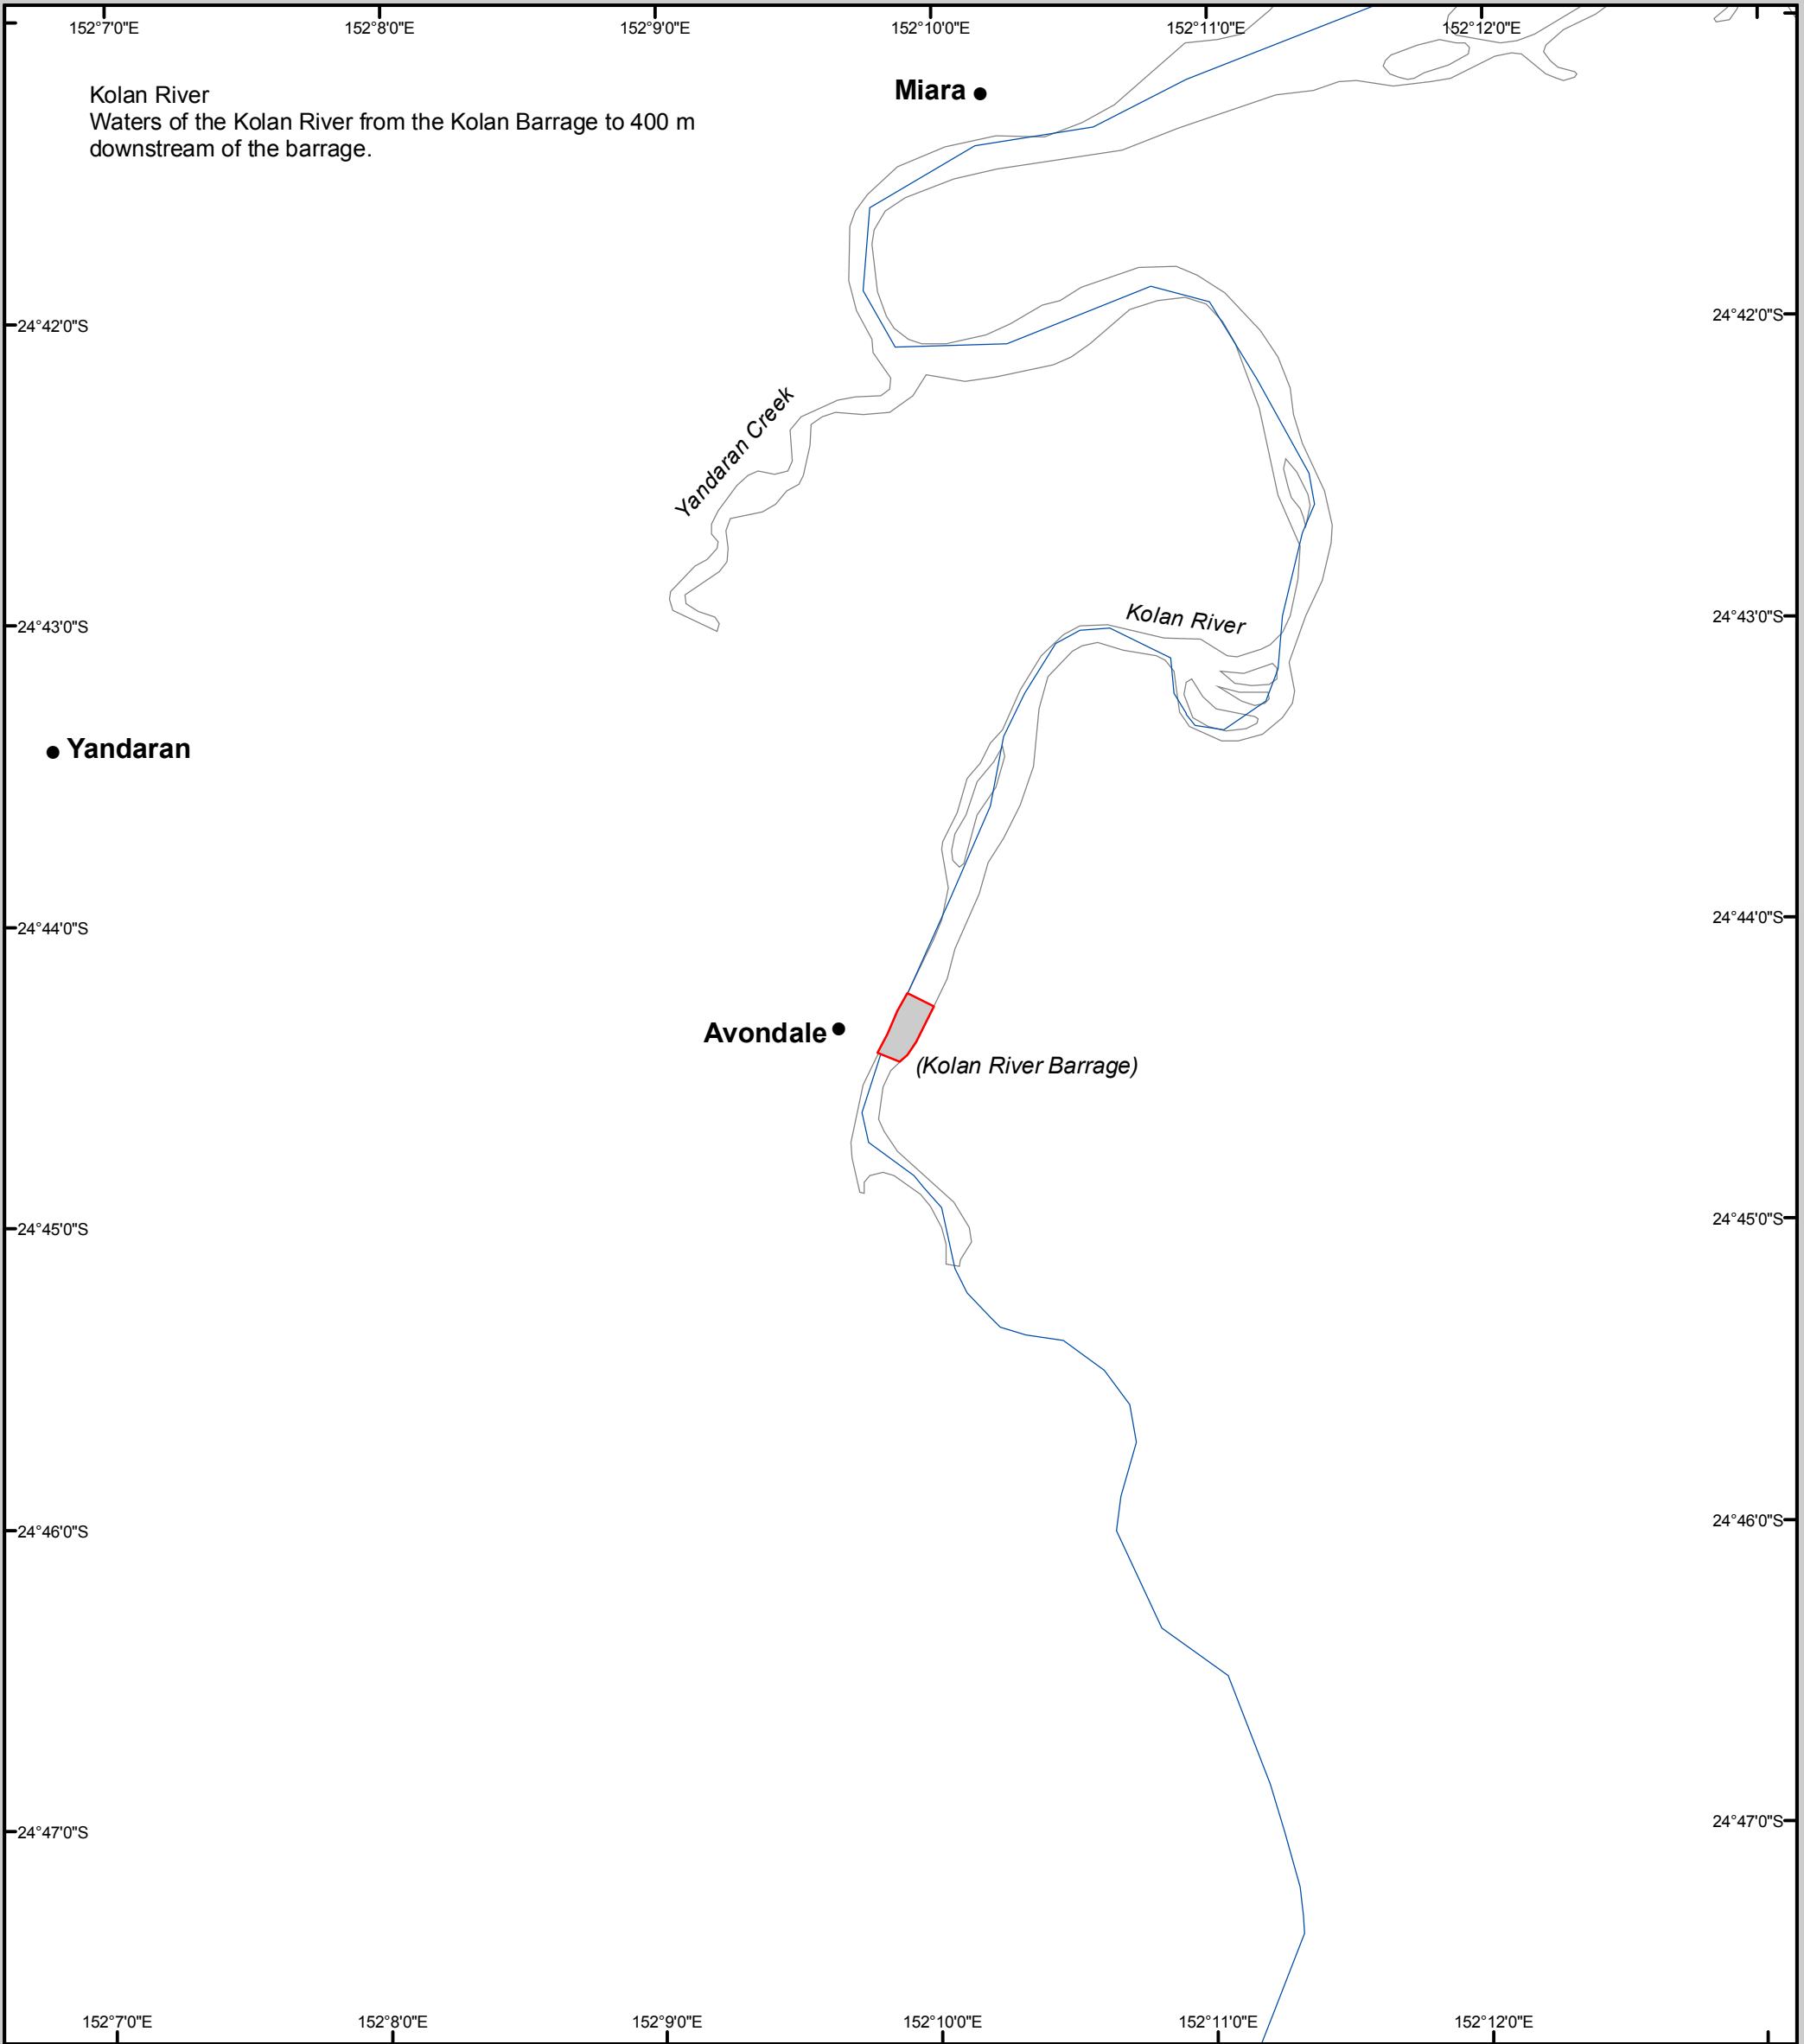 152°7'0"E 152°8'0"E 152°9'0"E 152°10'0"E 152°11'0"E 152°12'0"E
Miara
Kolan River
Waters of the Kolan River from the Kolan Barrage to 400 m
downstream of the barrage.
24°42'0"S 24°42'0"S
Yandaran Creek
Kolan River
24°43'0"S 24°43'0"S
Yandaran
24°44'0"S 24°44'0"S
Avondale
(Kolan River Barrage)
24°45'0"S 24°45'0"S
24°46'0"S 24°46'0"S
24°47'0"S 24°47'0"S
152°7'0"E 152°8'0"E 152°9'0"E 152°10'0"E 152°11'0"E 152°12'0"E